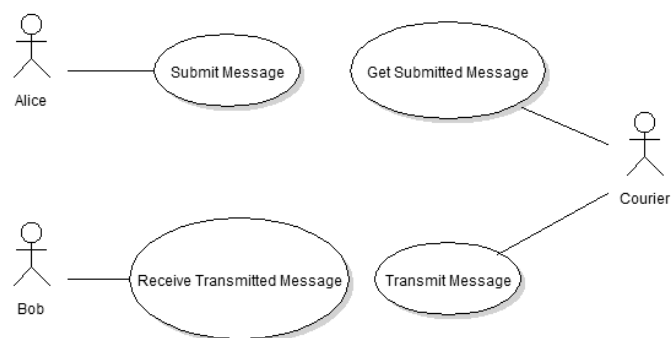 Submit Message
Get Submitted Message
Alice
Courier
Receive Transmitted Message
Transmit Message
Bob